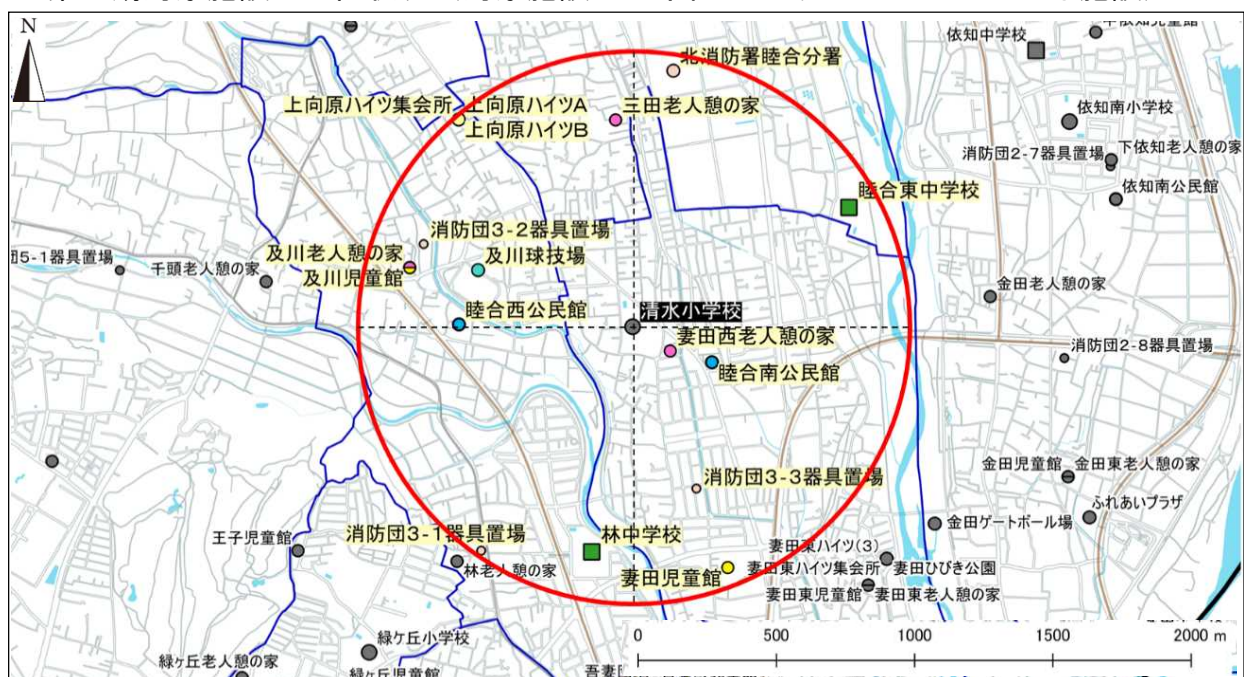 N
依知中学校
北消防署睦合分署
上向原ハイツ集会所
上向原ハイツA
上向原ハイツB
三田老人憩の家
依知南小学校
消防団2-7器具置場
下依知老人憩の家
依知南公民館
睦合東中学校
消防団3-2器具置場
及川老人憩の家
及川児童館
及川球技場
団5-1器具置場
千頭老人憩の家
金田老人憩の家
睦合西公民館
清水小学校
妻田西老人憩の家
睦合南公民館
消防団2-8器具置場
消防団3-3器具置場
金田児童館
金田東老人憩の家
ふれあいプラザ
金田ゲートボール場
王子児童館
消防団3-1器具置場
林老人憩の家
林中学校
妻田児童館
妻田東ハイツ(3)
妻田東ハイツ集会所
妻田ひびき公園
妻田東児童館
妻田東老人憩の家
緑ケ丘小学校
緑ヶ丘老人憩の家
緑ケ丘児童館
0 500 1000 1500 2000 m